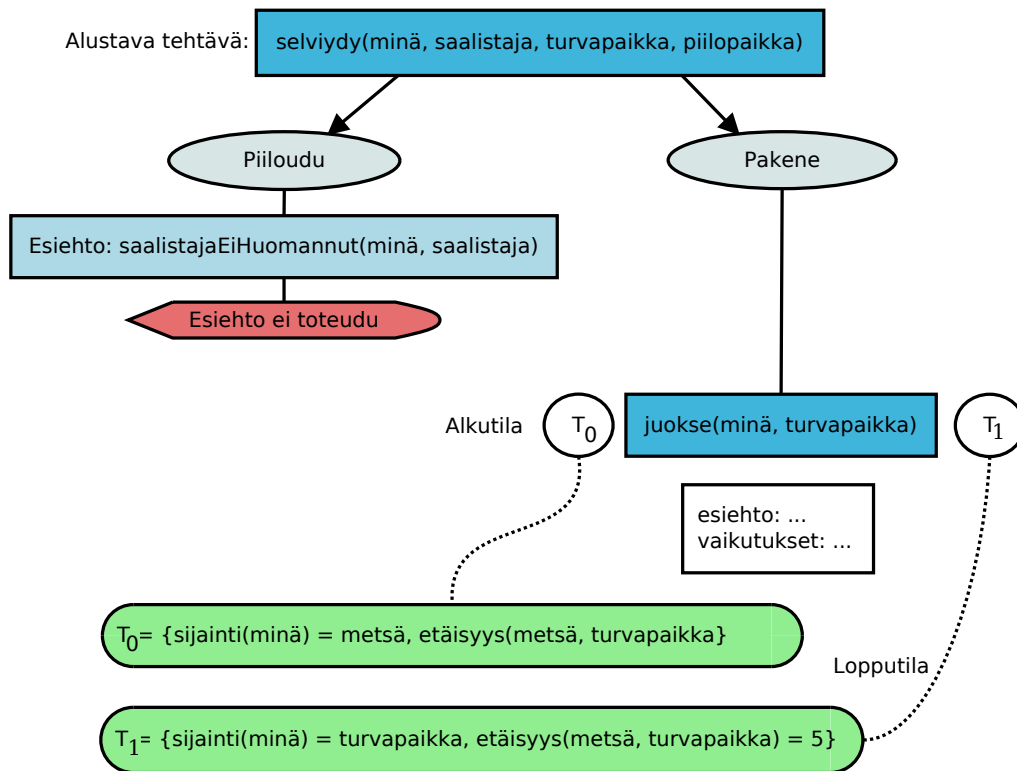 Alustava tehtävä:
selviydy(minä, saalistaja, turvapaikka, piilopaikka)
Piiloudu
Pakene
Esiehto: saalistajaEiHuomannut(minä, saalistaja)
Esiehto ei toteudu
Alkutila
T0
juokse(minä, turvapaikka)
T1
esiehto: ...
vaikutukset: ...
T0= {sijainti(minä) = metsä, etäisyys(metsä, turvapaikka}
Lopputila
T1= {sijainti(minä) = turvapaikka, etäisyys(metsä, turvapaikka) = 5}